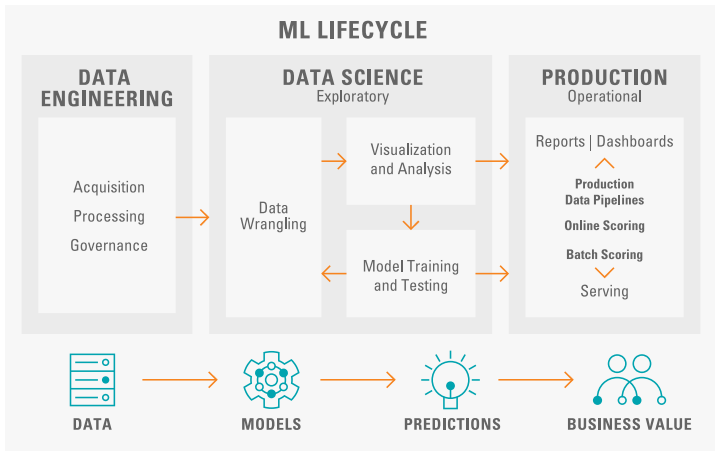 ML LIFECYCLE
DATA
ENGINEERING
Acquisition
Processing
Governance
DATA SCIENCE
Exploratory
Data
Wrangling
Visualization
and Analysis
Model Training
and Testing
PRODUCTION
Operational
Reports | Dashboards
Production
Data Pipelines
Online Scoring
Batch Scoring
Serving
DATA
MODELS
PREDICTIONS
BUSINESS VALUE